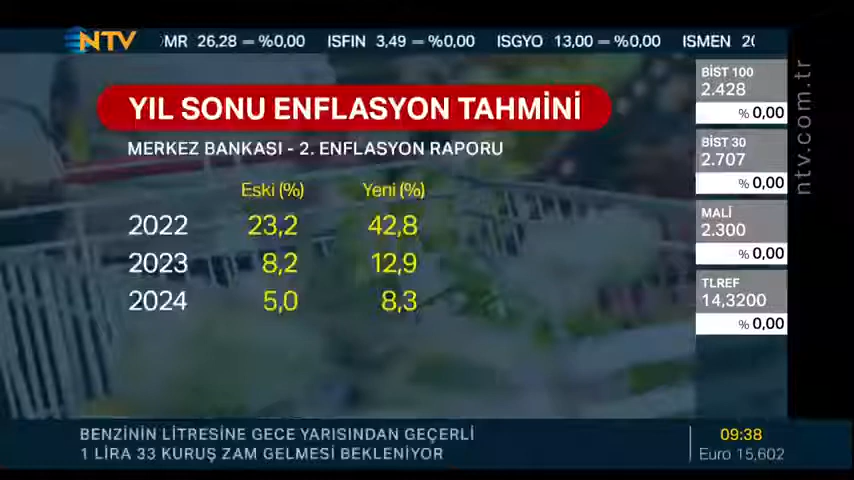 NTV
MR 26,28 = %0,00 ISFIN 3,49 = %0,00 ISGYO 13,00 = %0,00 ISMEN
YIL SONU ENFLASYON TAHMİNİ
MERKEZ BANKASI - 2. ENFLASYON RAPORU
Eski (%) Yeni (%)
2022 23,2 42,8
2023 8,2 12,9
2024 5,0 8,3
BİST 100
2.428
% 0,00
BİST 30
2.707
% 0,00
MALİ
2.300
% 0,00
TLREF
14,3200
% 0,00
ntv.com.tr
BENZİNİN LİTRESİNE GECE YARISINDAN GEÇERLİ
1 LİRA 33 KURUŞ ZAM GELMESİ BEKLENİYOR
09:38
Euro 15,602